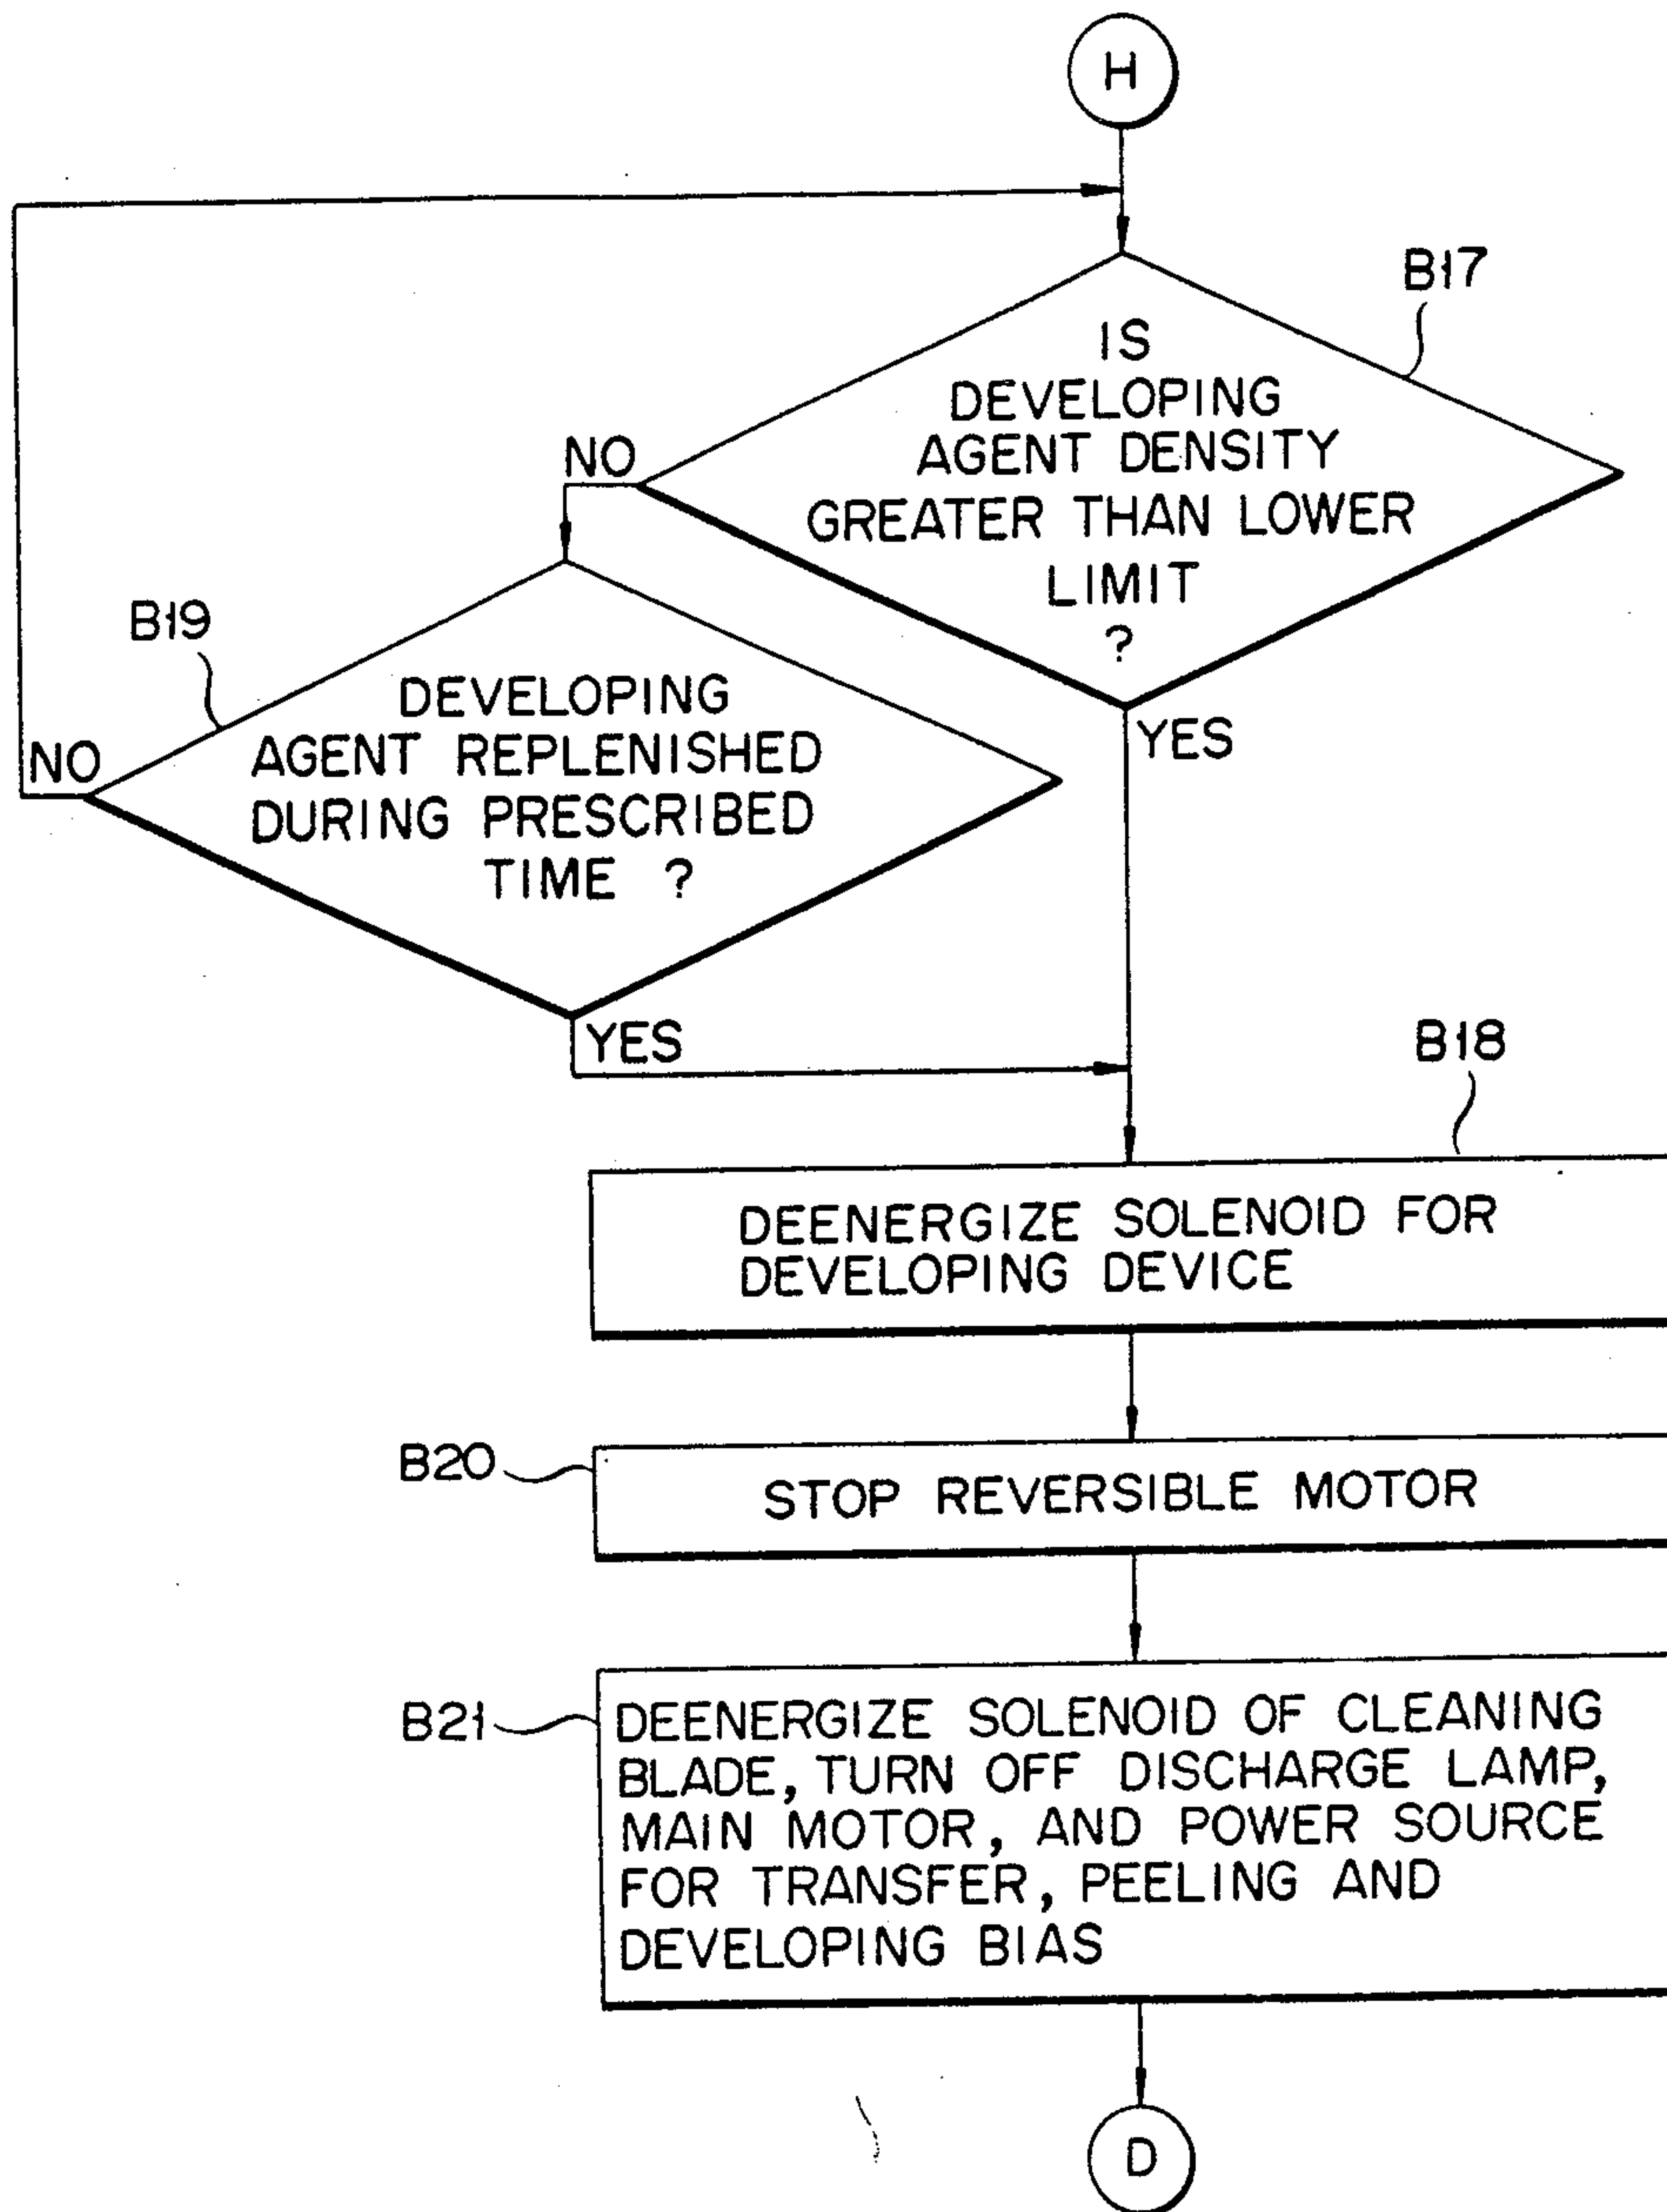 H
B17
IS
DEVELOPING
AGENT DENSITY
GREATER THAN LOWER
LIMIT
?
NO
YES
B19
DEVELOPING
AGENT REPLENISHED
DURING PRESCRIBED
TIME ?
NO
YES
B18
DEENERGIZE SOLENOID FOR
DEVELOPING DEVICE
B20
STOP REVERSIBLE MOTOR
B21
DEENERGIZE SOLENOID OF CLEANING
BLADE, TURN OFF DISCHARGE LAMP,
MAIN MOTOR, AND POWER SOURCE
FOR TRANSFER, PEELING AND
DEVELOPING BIAS
D